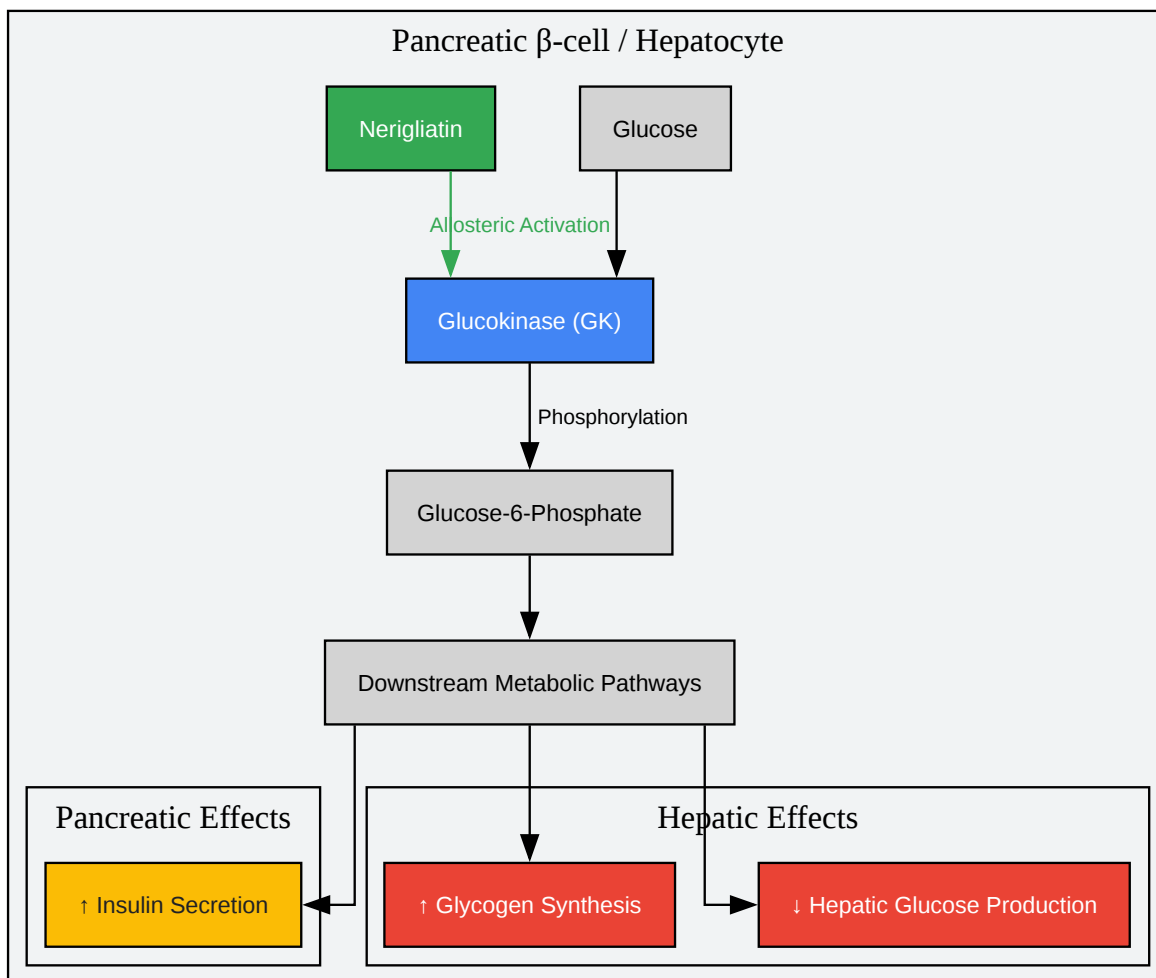 Pancreatic β-cell / Hepatocyte
Nerigliatin
Glucose
Allosteric Activation
Glucokinase (GK)
Phosphorylation
Glucose-6-Phosphate
Downstream Metabolic Pathways
Pancreatic Effects
Hepatic Effects
↑ Insulin Secretion
↑ Glycogen Synthesis
↓ Hepatic Glucose Production